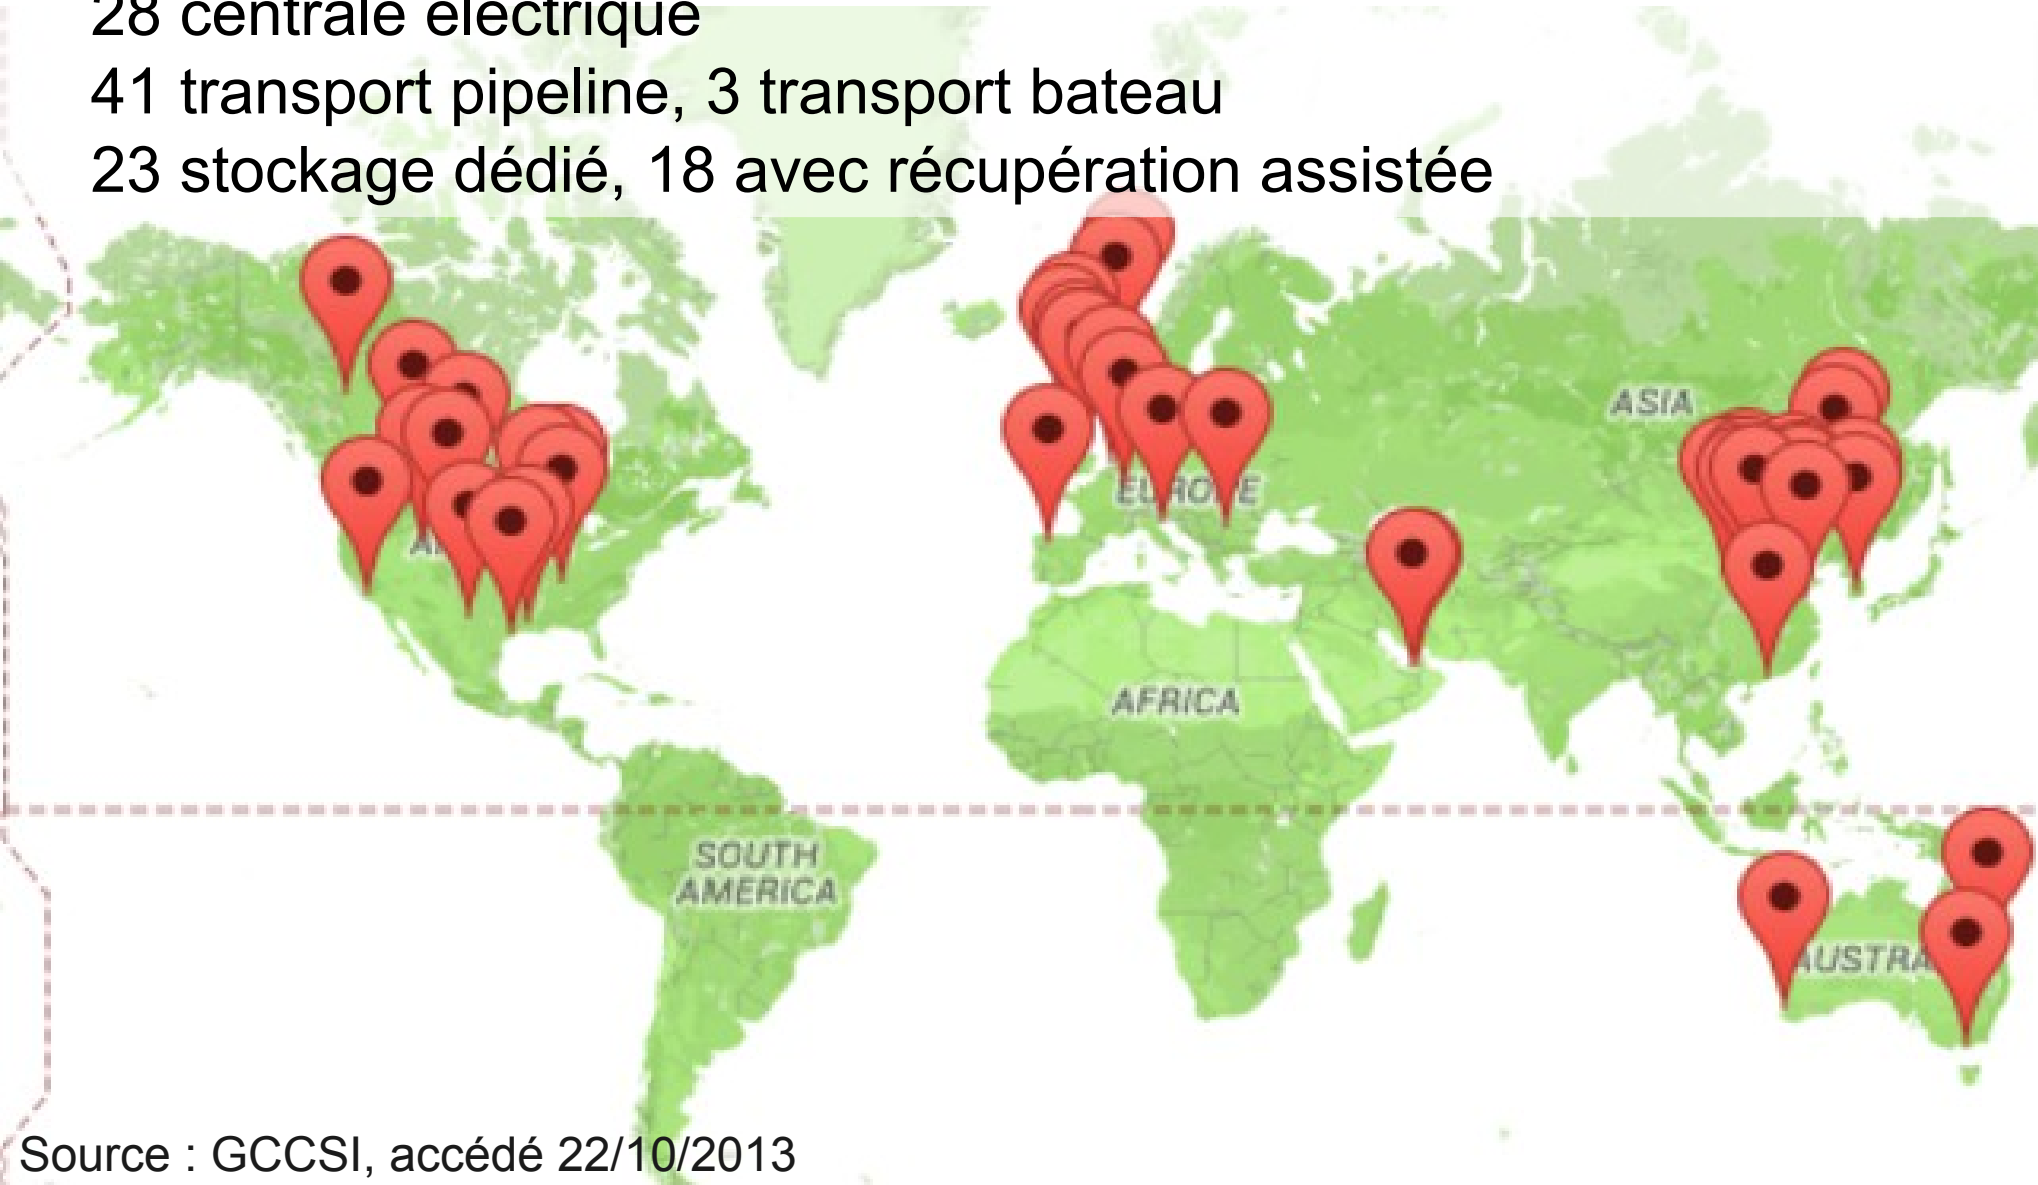 28 centrale électrique
41 transport pipeline, 3 transport bateau
23 stockage dédié, 18 avec récupération assistée
ASIA
EUROPE
AFRICA
SOUTH
AMERICA
Source : GCCSI, accédé 22/10/2013